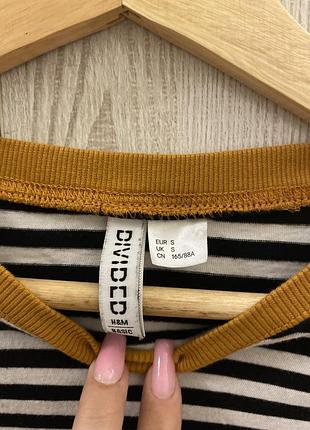 DIVIDED
H&M
BASIC
EUR S
UK S
CN 165/88A